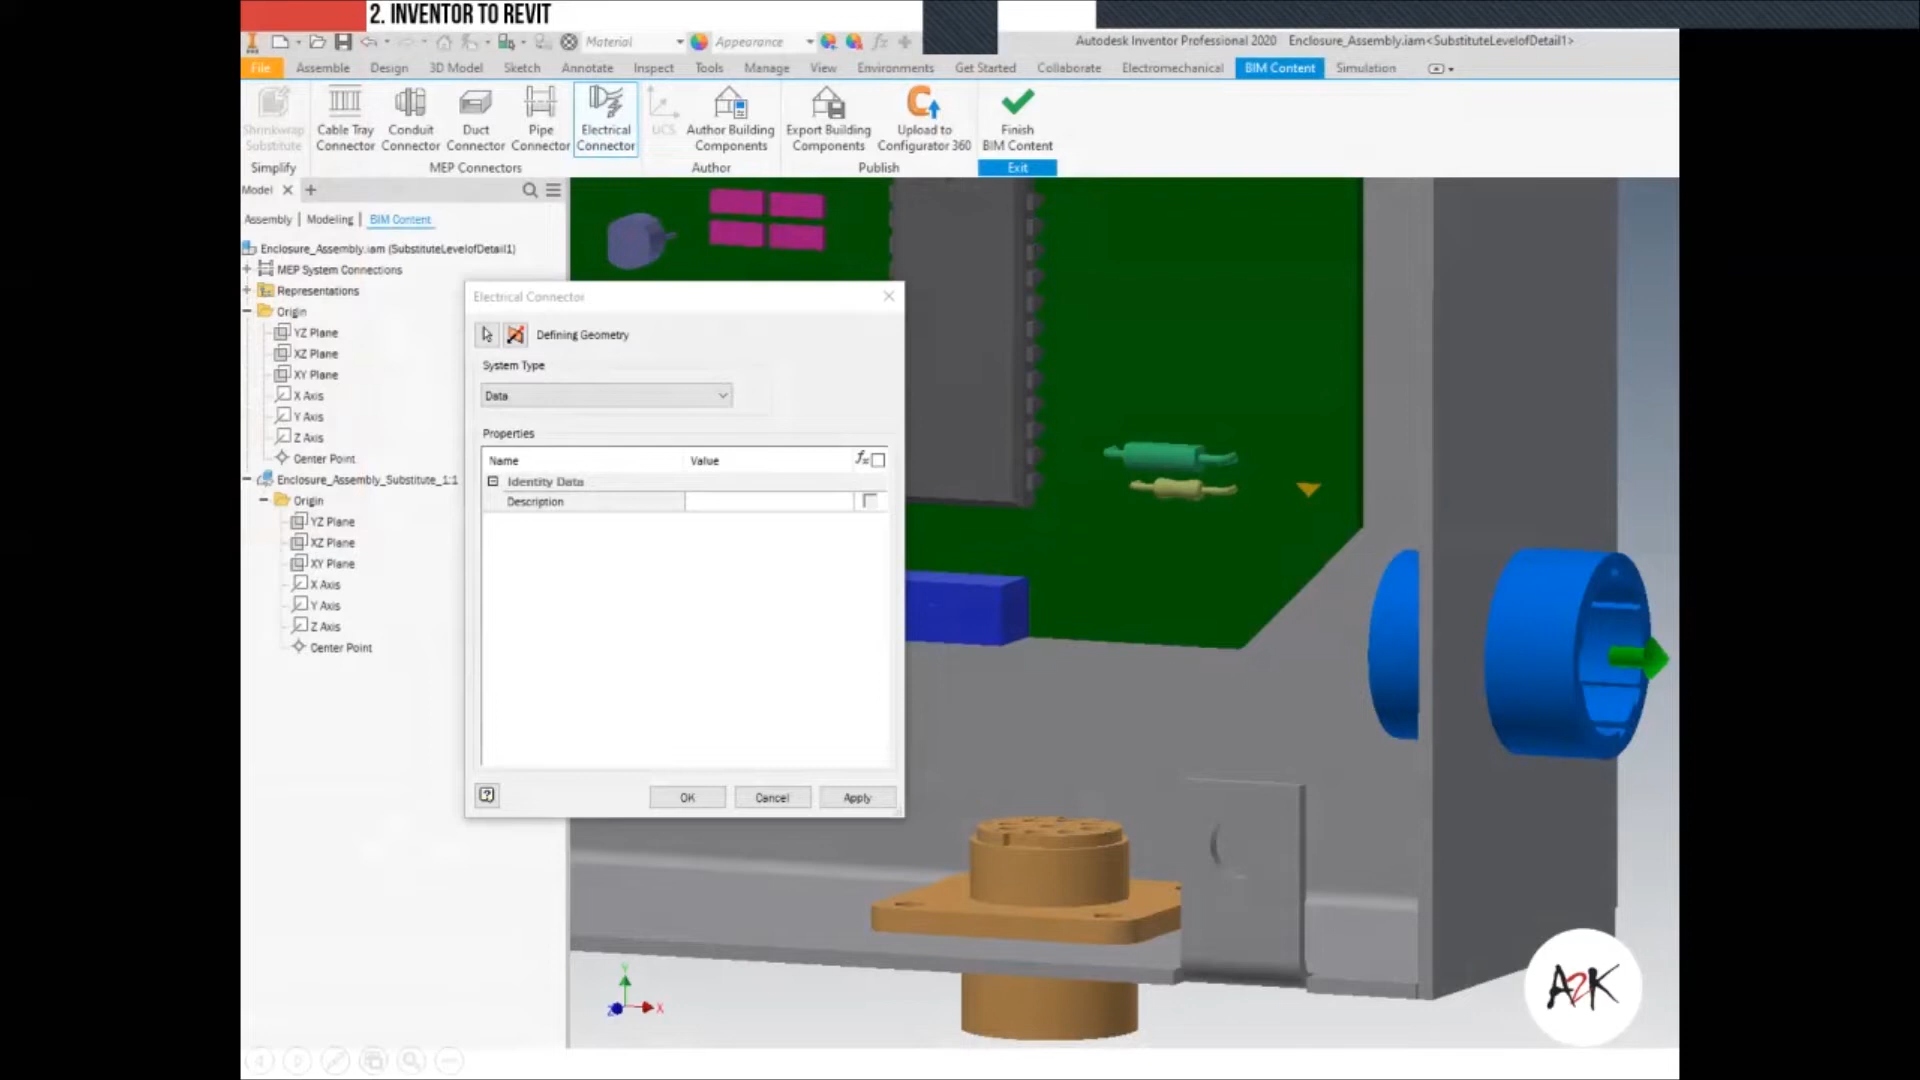 2. INVENTOR TO REVIT
Material
Appearance
Autodesk Inventor Professional 2020 Enclosure_Assembly.iam<SubstituteLevelofDetail1>
File Assemble Design 3D Model Sketch Annotate Inspect Tools Manage View Environments Get Started Collaborate Electromechanical BIM Content Simulation
Shrinkwrap Substitute
Cable Tray Connector
Conduit Connector
Duct Connector
Pipe Connector
Electrical Connector
UCS
Author Building Components
Export Building Components
Upload to Configurator 360
Finish BIM Content
Simplify MEP Connectors Author Publish Exit
Model
Assembly | Modeling | BIM Content
Enclosure_Assembly.iam (SubstituteLevelofDetail1)
MEP System Connections
Representations
Origin
YZ Plane
XZ Plane
XY Plane
X Axis
Y Axis
Z Axis
Center Point
Enclosure_Assembly_Substitute_1:1
Origin
YZ Plane
XZ Plane
XY Plane
X Axis
Y Axis
Z Axis
Center Point
Electrical Connector
Defining Geometry
System Type
Data
Properties
Name Value fx
Identity Data
Description
OK Cancel Apply
Y
Z X
A2K